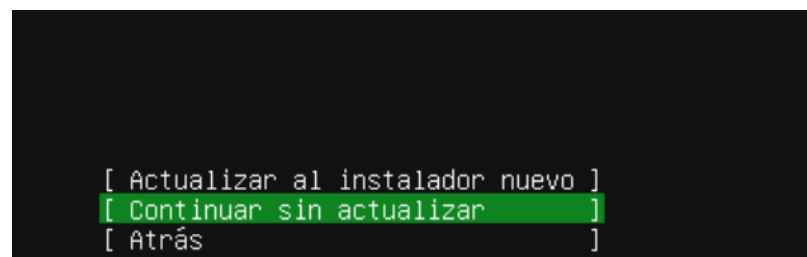 [ Actualizar al instalador nuevo ]
[ Continuar sin actualizar ]
[ Atrás ]